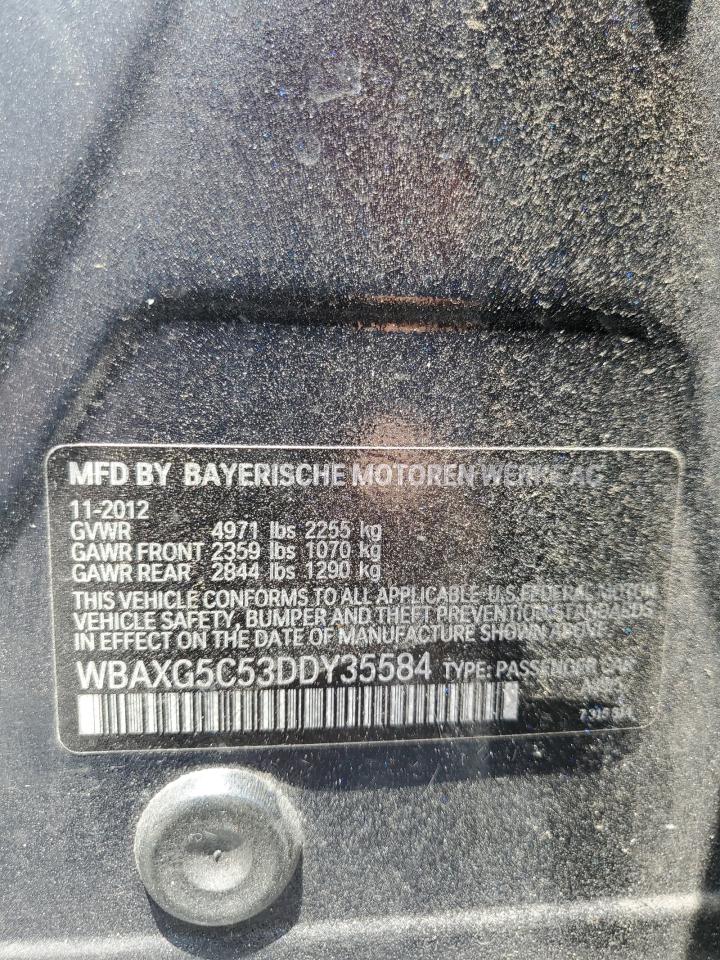 MFD BY BAYERISCHE MOTOREN WERKE AG
11-2012
GVWR 4971 lbs 2255 kg
GAWR FRONT 2359 lbs 1070 kg
GAWR REAR 2844 lbs 1290 kg
THIS VEHICLE CONFORMS TO ALL APPLICABLE U.S.FEDERAL MOTOR
VEHICLE SAFETY, BUMPER AND THEFT PREVENTION STANDARDS
IN EFFECT ON THE DATE OF MANUFACTURE SHOWN ABOVE.
WBAXG5C53DDY35584 TYPE: PASSENGER CAR